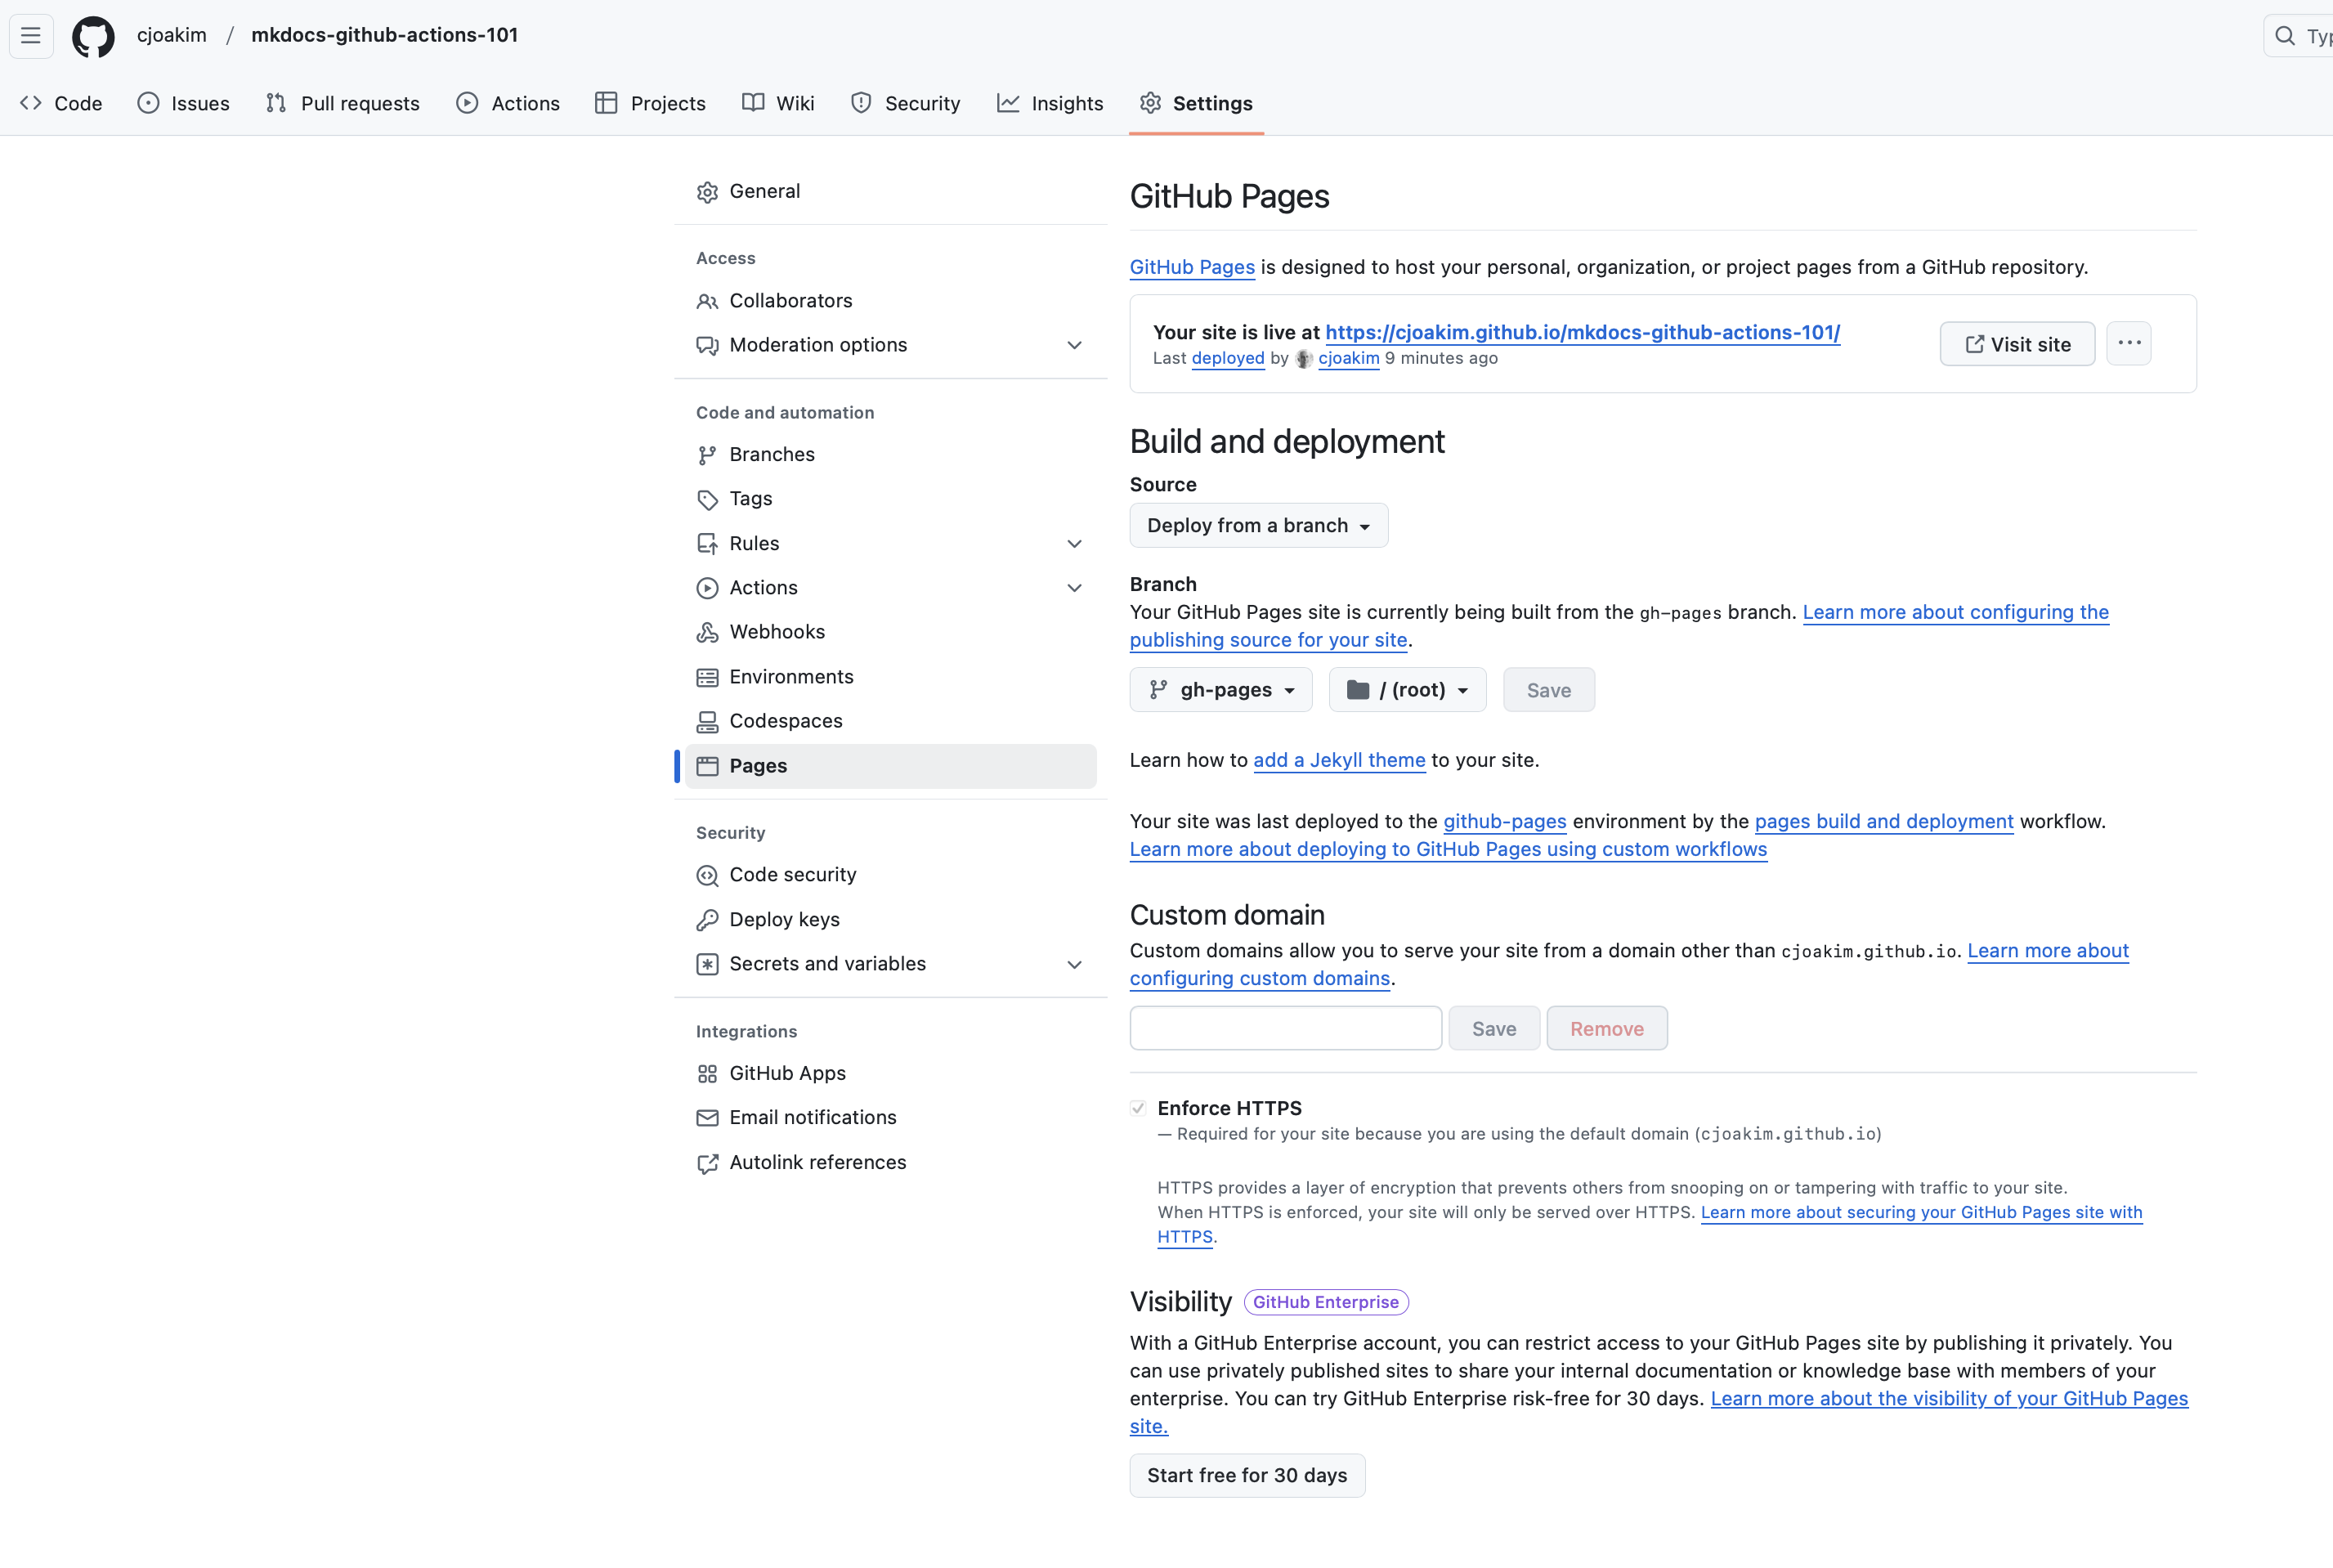 cjoakim / mkdocs-github-actions-101
Code Issues Pull requests Actions Projects Wiki Security Insights Settings
General
Access
Collaborators
Moderation options
Code and automation
Branches
Tags
Rules
Actions
Webhooks
Environments
Codespaces
Pages
Security
Code security
Deploy keys
Secrets and variables
Integrations
GitHub Apps
Email notifications
Autolink references
GitHub Pages
GitHub Pages is designed to host your personal, organization, or project pages from a GitHub repository.
Your site is live at https://cjoakim.github.io/mkdocs-github-actions-101/
Last deployed by cjoakim 9 minutes ago
Visit site
Build and deployment
Source
Deploy from a branch
Branch
Your GitHub Pages site is currently being built from the gh-pages branch. Learn more about configuring the
publishing source for your site.
gh-pages / (root) Save
Learn how to add a Jekyll theme to your site.
Your site was last deployed to the github-pages environment by the pages build and deployment workflow.
Learn more about deploying to GitHub Pages using custom workflows
Custom domain
Custom domains allow you to serve your site from a domain other than cjoakim.github.io. Learn more about
configuring custom domains.
Save Remove
Enforce HTTPS
— Required for your site because you are using the default domain (cjoakim.github.io)
HTTPS provides a layer of encryption that prevents others from snooping on or tampering with traffic to your site.
When HTTPS is enforced, your site will only be served over HTTPS. Learn more about securing your GitHub Pages site with
HTTPS.
Visibility GitHub Enterprise
With a GitHub Enterprise account, you can restrict access to your GitHub Pages site by publishing it privately. You
can use privately published sites to share your internal documentation or knowledge base with members of your
enterprise. You can try GitHub Enterprise risk-free for 30 days. Learn more about the visibility of your GitHub Pages
site.
Start free for 30 days